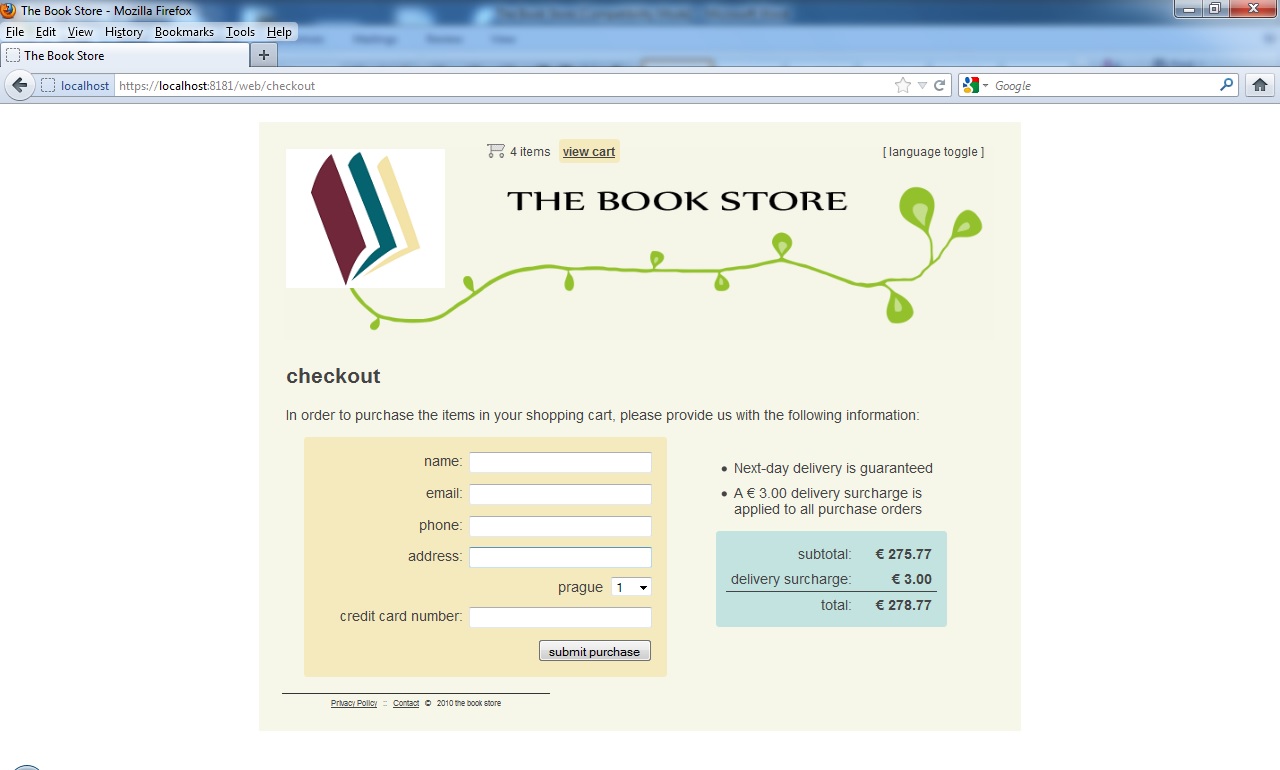 The Book Store - Mozilla Firefox
File Edit View History Bookmarks Tools Help
The Book Store
localhost https://localhost:8181/web/checkout Google
4 items view cart [ language toggle ]
THE BOOK STORE
checkout
In order to purchase the items in your shopping cart, please provide us with the following information:
name:
email:
phone:
address:
prague 1
credit card number:
submit purchase
Next-day delivery is guaranteed
A € 3.00 delivery surcharge is
applied to all purchase orders
subtotal: € 275.77
delivery surcharge: € 3.00
total: € 278.77
Privacy Policy :: Contact © 2010 the book store